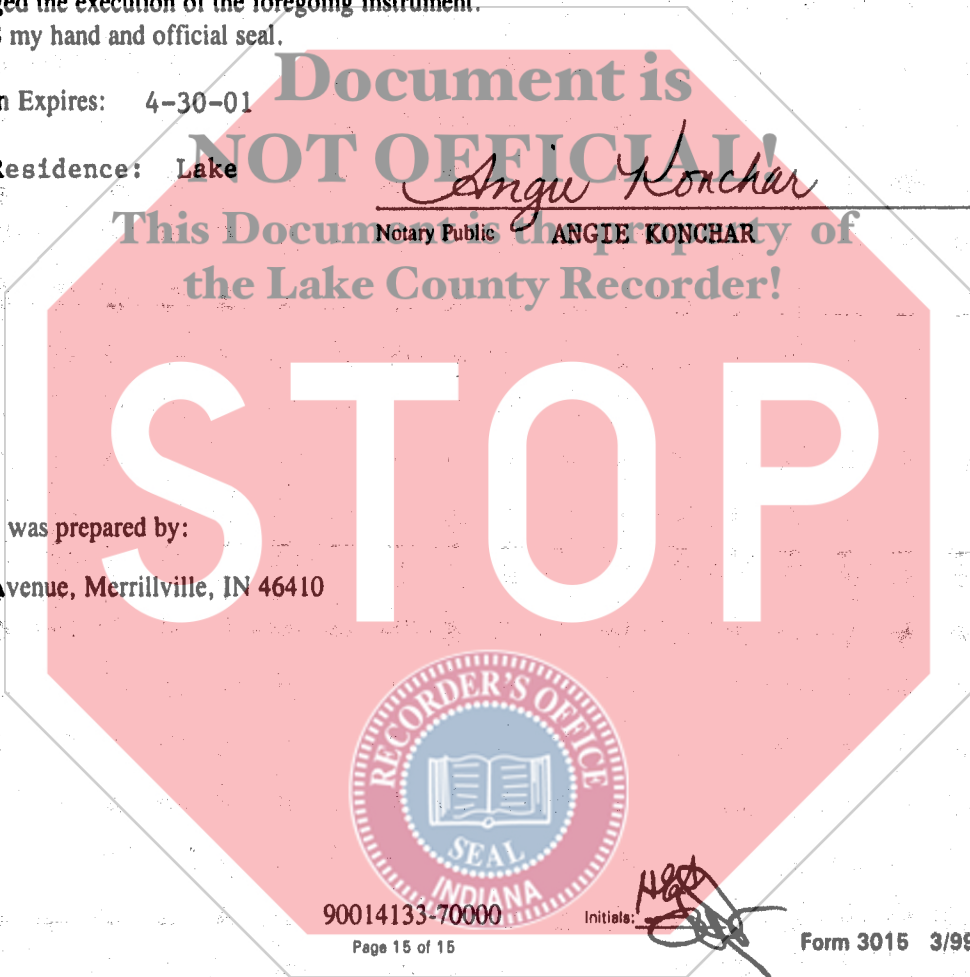 ged the execution of the foregoing instrument.
my hand and official seal.
Document is
n Expires: 4-30-01
NOT OFFICIAL!
Residence: Lake
Angie Konchar
This Document is the property of
Notary Public ANGIE KONCHAR
the Lake County Recorder!
STOP
was prepared by:
Avenue, Merrillville, IN 46410
RECORDER'S OFFICE
SEAL
INDIANA
90014133-70000
Initials:
Page 15 of 15
Form 3015 3/99